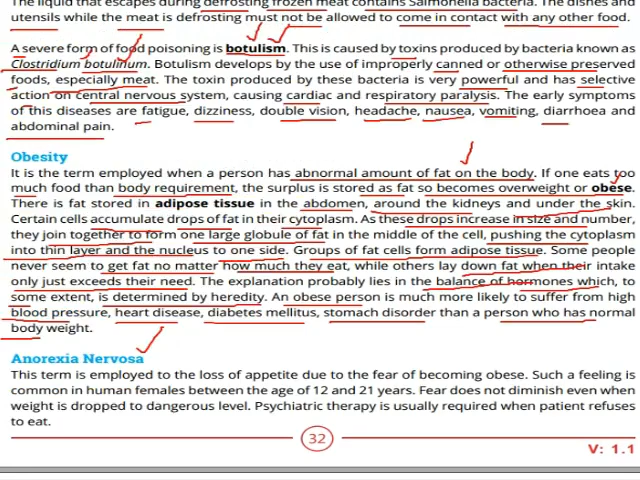 The liquid that escapes during defrosting frozen meat contains Salmonella bacteria. The dishes and
utensils while the meat is defrosting must not be allowed to come in contact with any other food.
A severe form of food poisoning is botulism. This is caused by toxins produced by bacteria known as
Clostridium botulinum. Botulism develops by the use of improperly canned or otherwise preserved
foods, especially meat. The toxin produced by these bacteria is very powerful and has selective
action on central nervous system, causing cardiac and respiratory paralysis. The early symptoms
of this diseases are fatigue, dizziness, double vision, headache, nausea, vomiting, diarrhoea and
abdominal pain.
Obesity
It is the term employed when a person has abnormal amount of fat on the body. If one eats too
much food than body requirement, the surplus is stored as fat so becomes overweight or obese.
There is fat stored in adipose tissue in the abdomen, around the kidneys and under the skin.
Certain cells accumulate drops of fat in their cytoplasm. As these drops increase in size and number,
they join together to form one large globule of fat in the middle of the cell, pushing the cytoplasm
into thin layer and the nucleus to one side. Groups of fat cells form adipose tissue. Some people
never seem to get fat no matter how much they eat, while others lay down fat when their intake
only just exceeds their need. The explanation probably lies in the balance of hormones which, to
some extent, is determined by heredity. An obese person is much more likely to suffer from high
blood pressure, heart disease, diabetes mellitus, stomach disorder than a person who has normal
body weight.
Anorexia Nervosa
This term is employed to the loss of appetite due to the fear of becoming obese. Such a feeling is
common in human females between the age of 12 and 21 years. Fear does not diminish even when
weight is dropped to dangerous level. Psychiatric therapy is usually required when patient refuses
to eat.
32
V: 1.1